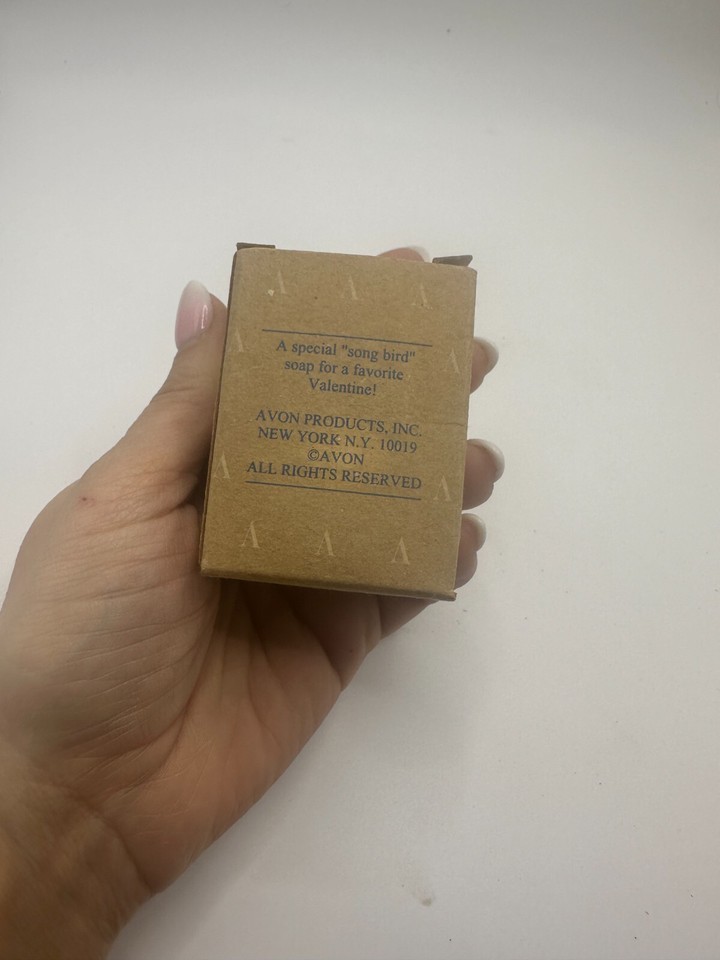 A A A
A A
A special "song bird"
soap for a favorite
Valentine!
AVON PRODUCTS, INC.
NEW YORK N.Y. 10019
©AVON
ALL RIGHTS RESERVED
A A
A A A